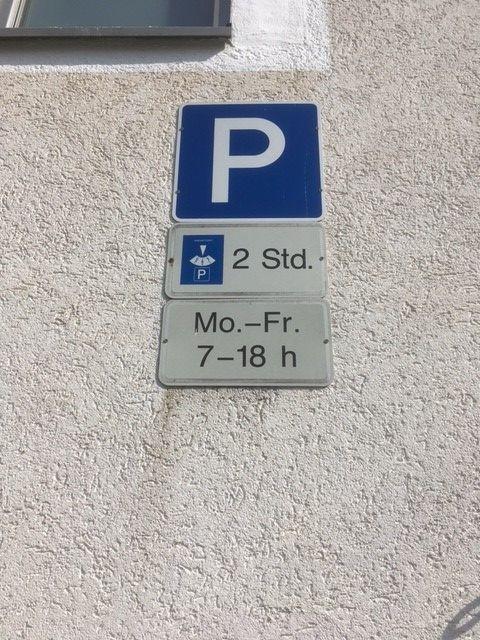 P
P
2 Std.
Mo.–Fr.
7–18 h